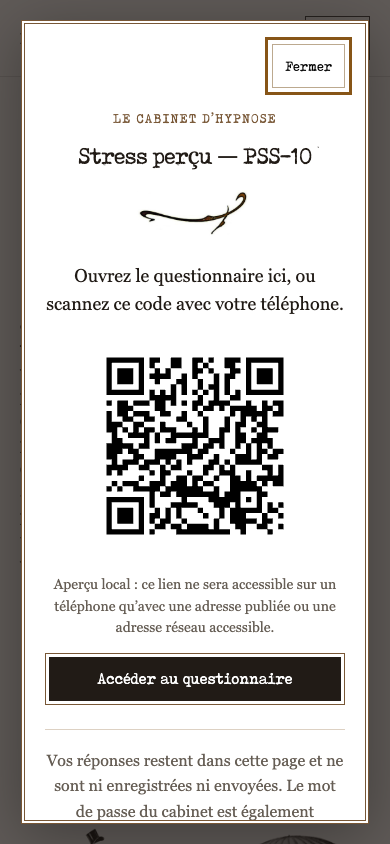 Fermer
LE CABINET D’HYPNOSE
Stress perçu — PSS-10
Ouvrez le questionnaire ici, ou
scannez ce code avec votre téléphone.
Aperçu local : ce lien ne sera accessible sur un
téléphone qu’avec une adresse publiée ou une
adresse réseau accessible.
Accéder au questionnaire
Vos réponses restent dans cette page et ne
sont ni enregistrées ni envoyées. Le mot
de passe du cabinet est également